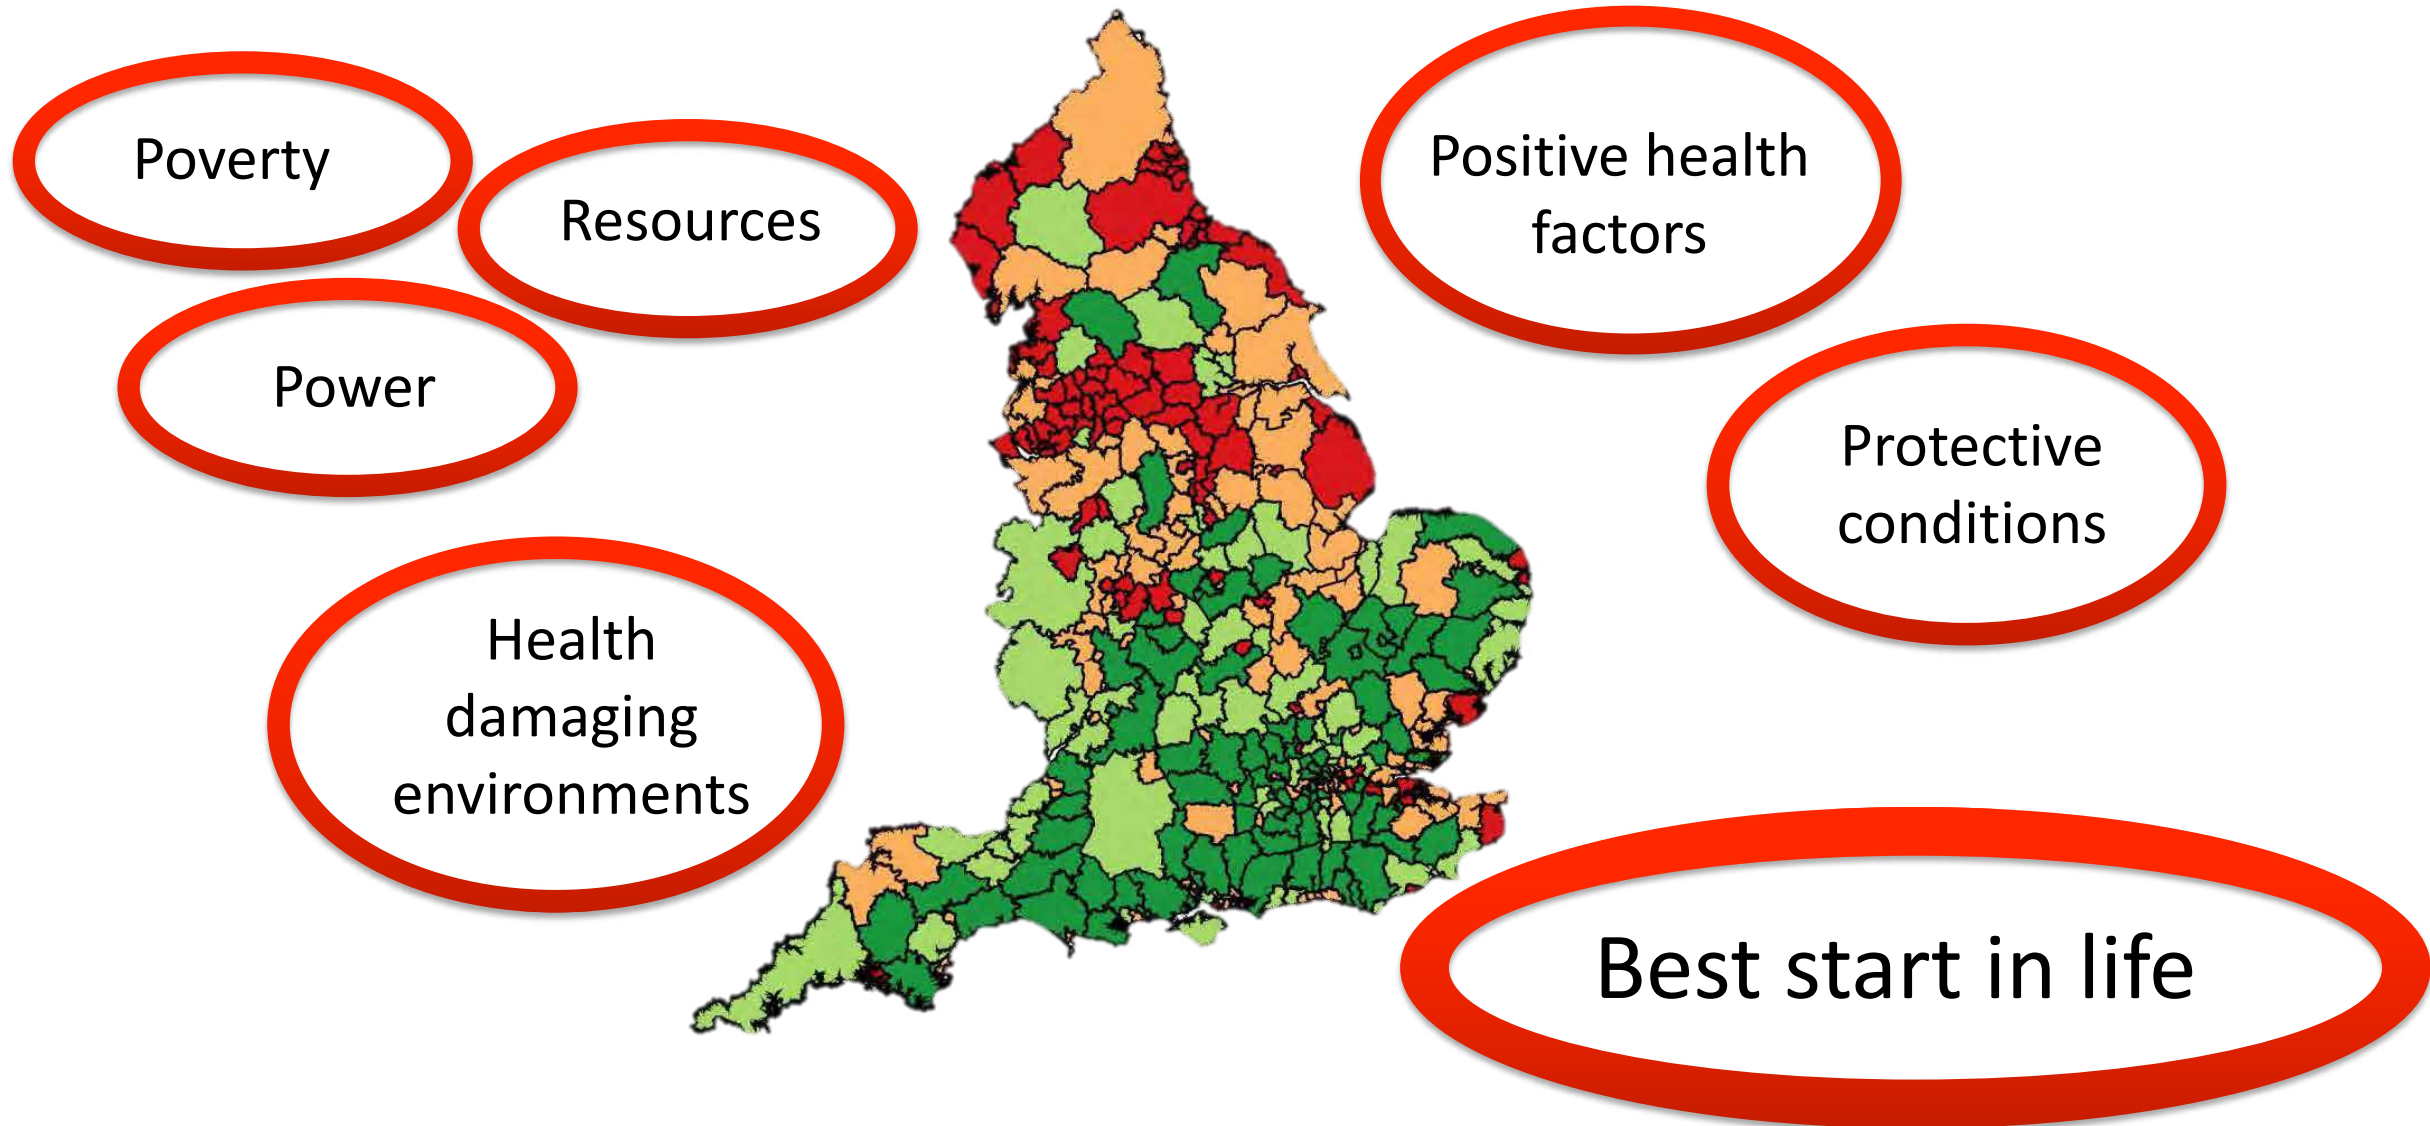 Poverty
Resources
Power
Health
damaging
environments
Positive health
factors
Protective
conditions
Best start in life